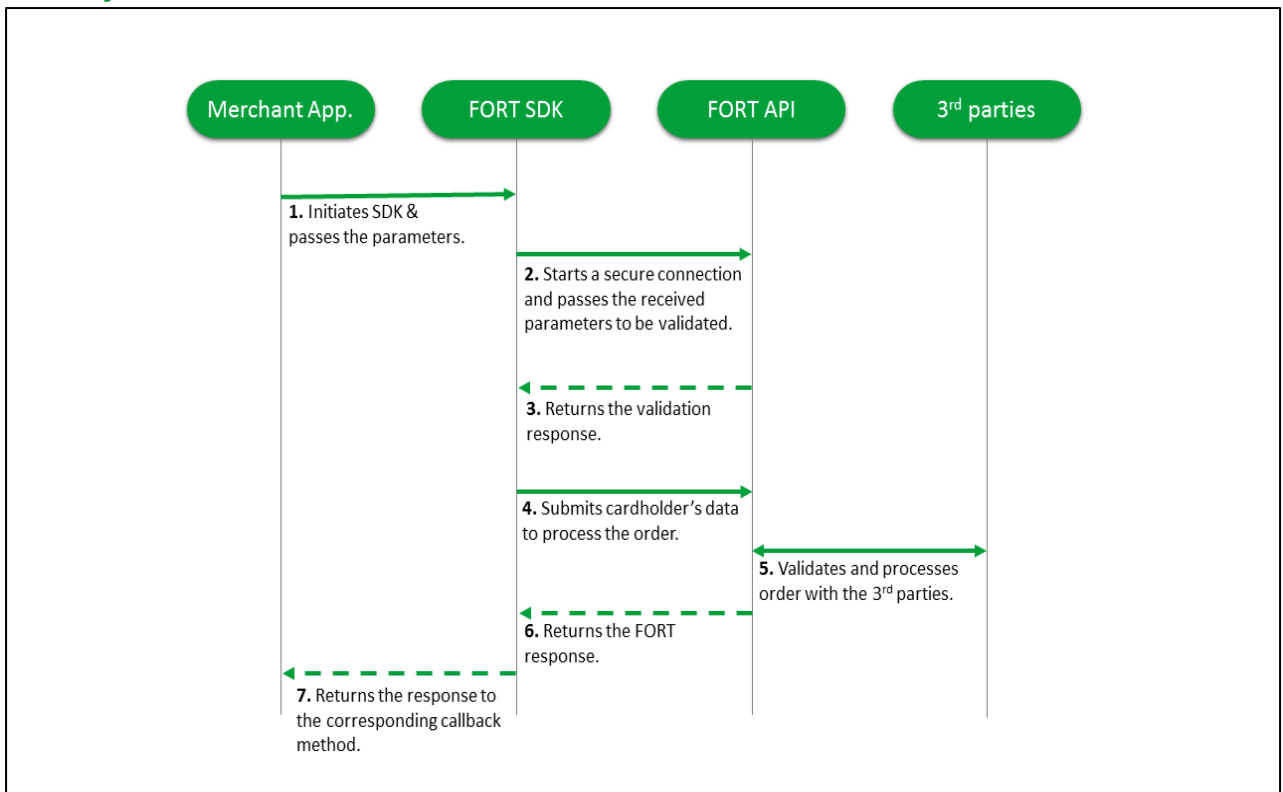 Merchant App.
FORT SDK
FORT API
3rd parties
1. Initiates SDK &
passes the parameters.
2. Starts a secure connection
and passes the received
parameters to be validated.
3. Returns the validation
response.
4. Submits cardholder’s data
to process the order.
5. Validates and processes
order with the 3rd parties.
6. Returns the FORT
response.
7. Returns the response to
the corresponding callback
method.